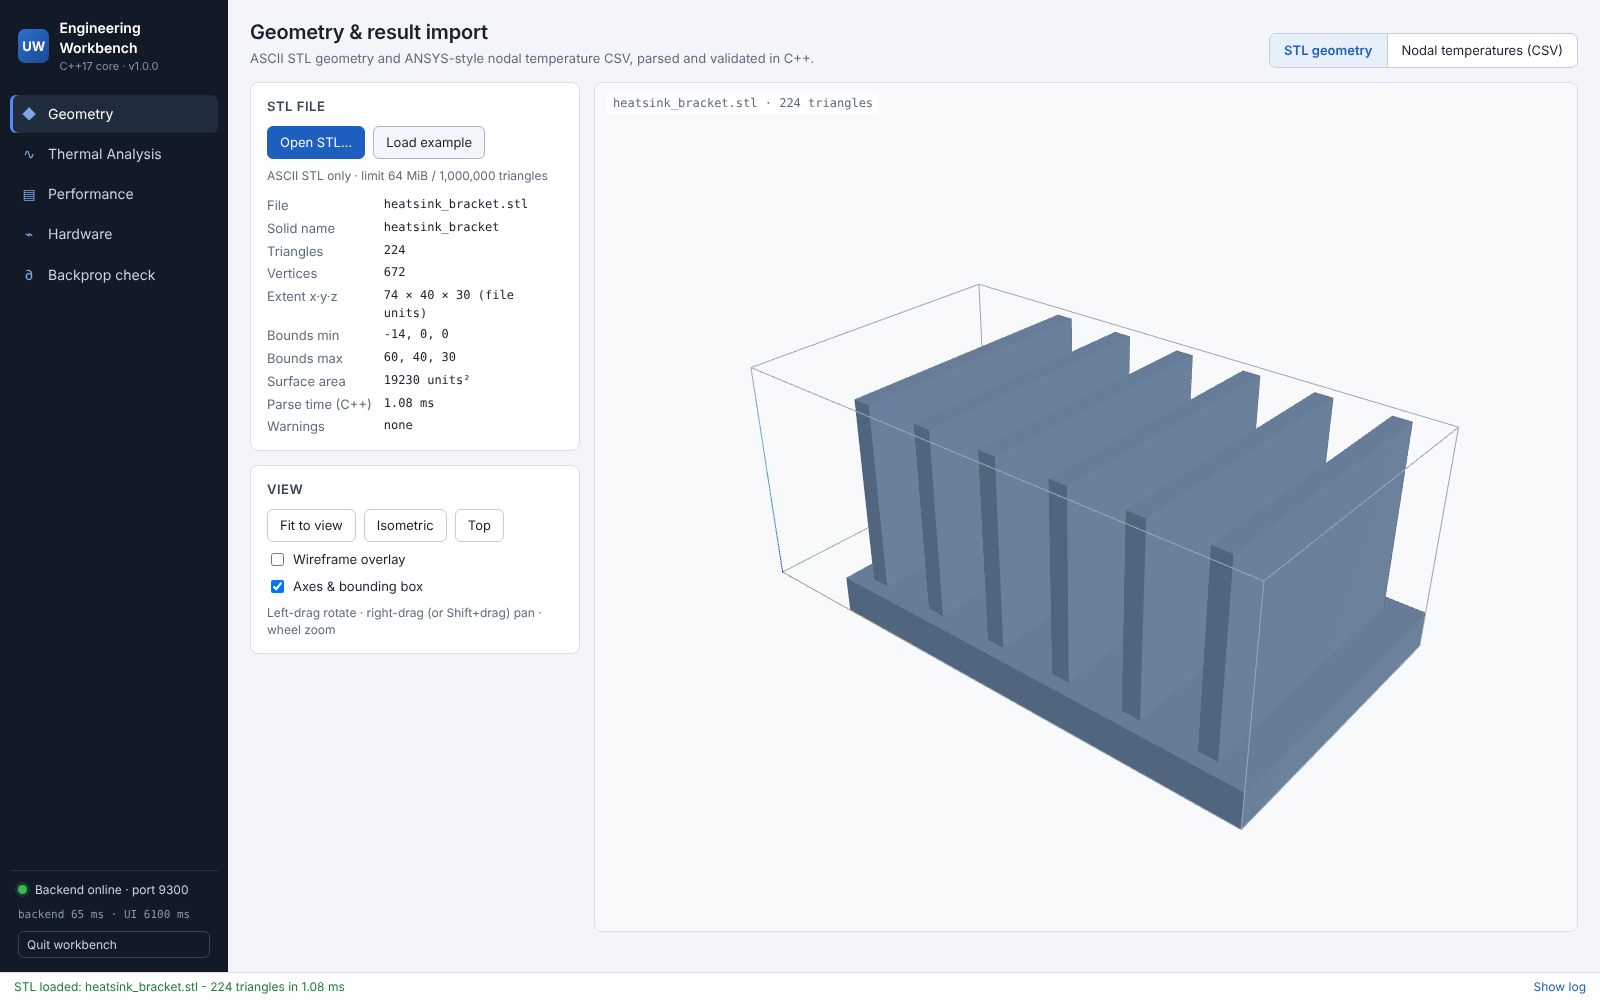 UW
Engineering
Workbench
C++17 core · v1.0.0
Geometry
Thermal Analysis
Performance
Hardware
∂ Backprop check
Backend online · port 9300
backend 65 ms · UI 6100 ms
Quit workbench
Geometry & result import
ASCII STL geometry and ANSYS-style nodal temperature CSV, parsed and validated in C++.
STL geometry
Nodal temperatures (CSV)
STL FILE
Open STL...
Load example
ASCII STL only · limit 64 MiB / 1,000,000 triangles
File heatsink_bracket.stl
Solid name heatsink_bracket
Triangles 224
Vertices 672
Extent x·y·z 74 × 40 × 30 (file
units)
Bounds min -14, 0, 0
Bounds max 60, 40, 30
Surface area 19230 units²
Parse time (C++) 1.08 ms
Warnings none
VIEW
Fit to view
Isometric
Top
Wireframe overlay
Axes & bounding box
Left-drag rotate · right-drag (or Shift+drag) pan ·
wheel zoom
heatsink_bracket.stl · 224 triangles
STL loaded: heatsink_bracket.stl - 224 triangles in 1.08 ms
Show log